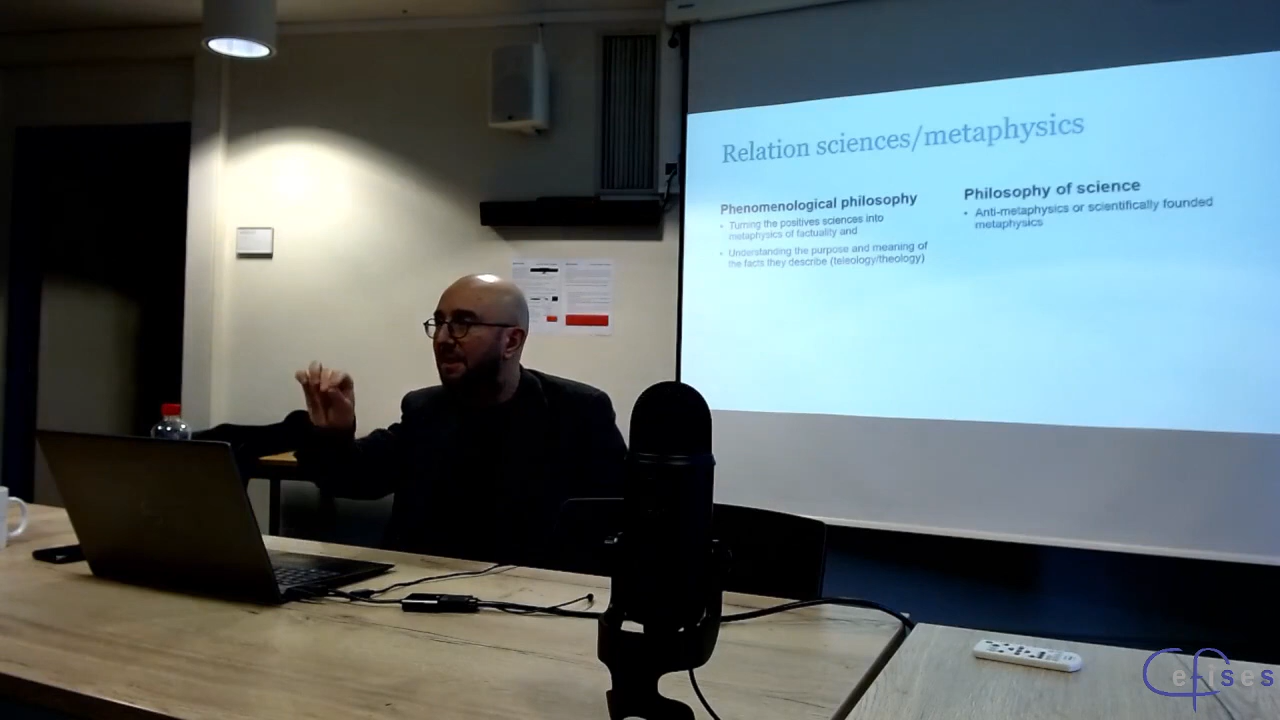 Relation sciences/metaphysics
Phenomenological philosophy
• Turning the positives sciences into
metaphysics of factuality and
• Understanding the purpose and meaning of
the facts they describe (teleology/theology)
Philosophy of science
• Anti-metaphysics or scientifically founded
metaphysics
Cefises